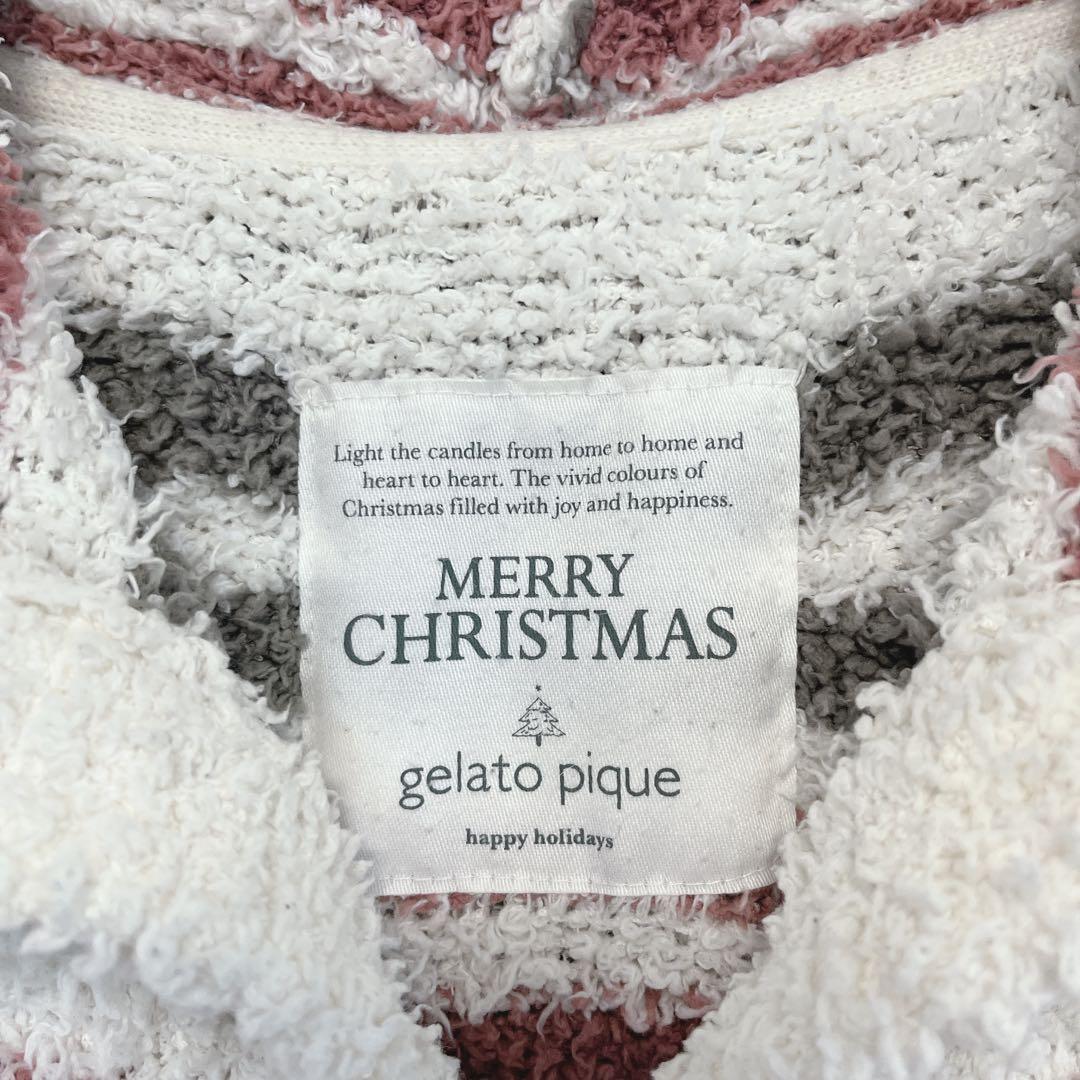 Light the candles from home to home and
heart to heart. The vivid colours of
Christmas filled with joy and happiness.
MERRY
CHRISTMAS
gelato pique
happy holidays